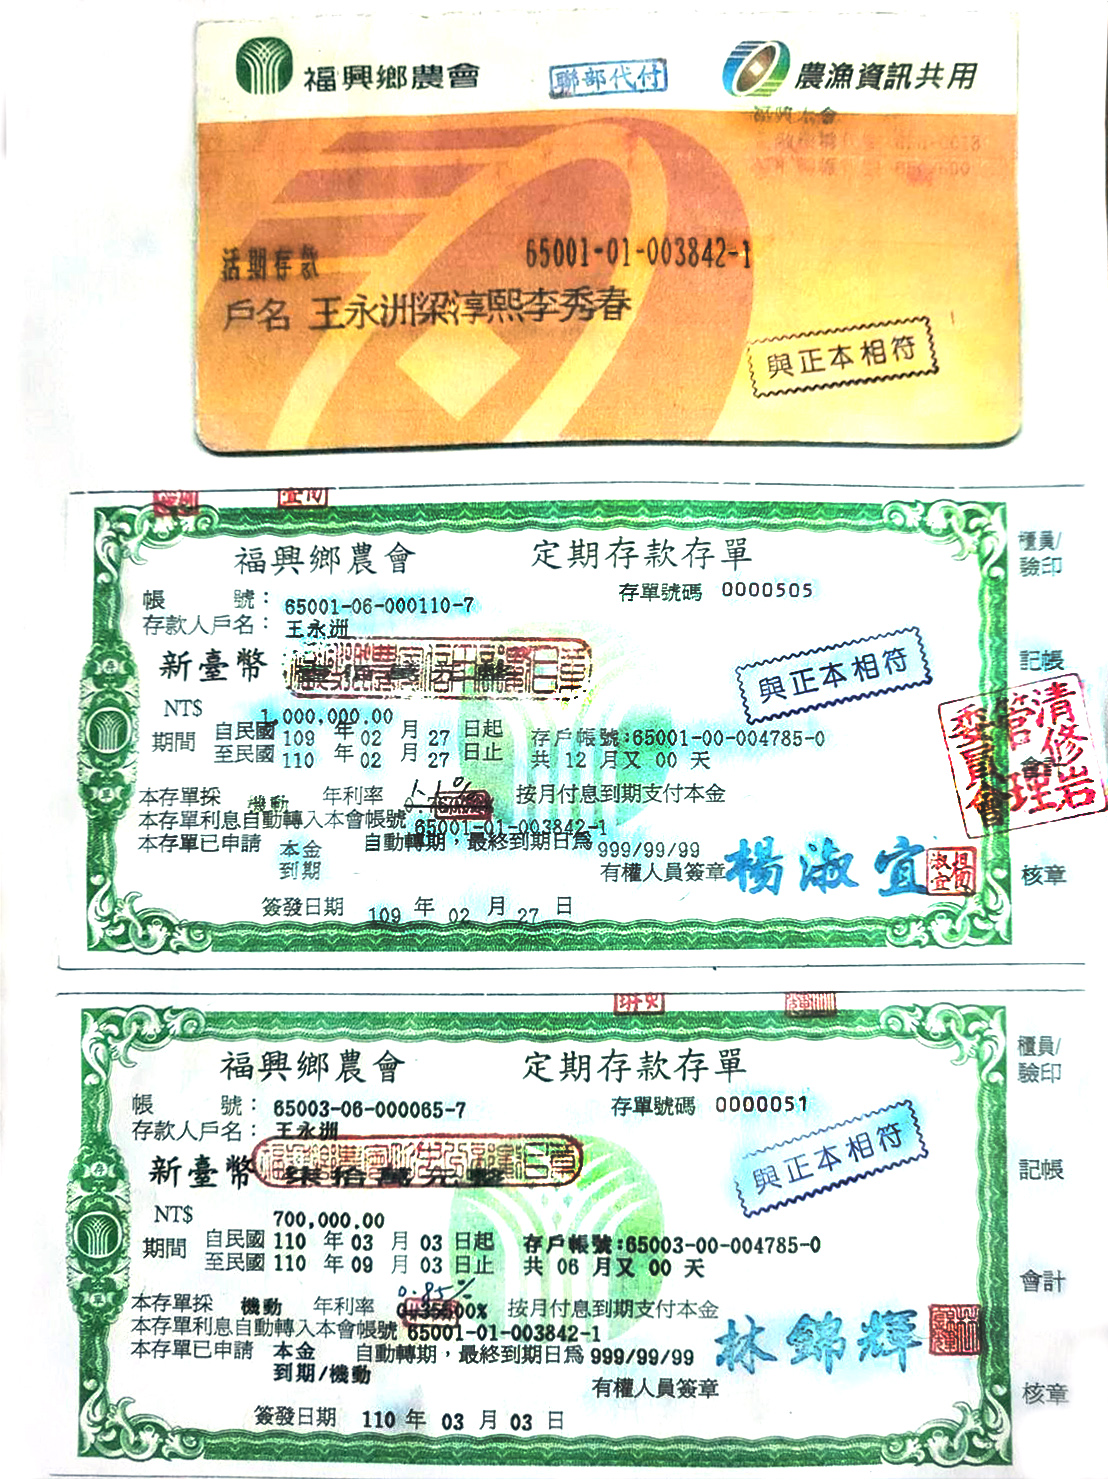 福興鄉農會
聯部代付
農漁資訊共用
福興本會
活期存款
65001-01-003842-1
戶名 王永洲梁淳熙李秀春
與正本相符
福興鄉農會 定期存款存單
櫃員/
驗印
帳 號： 65001-06-000110-7
存單號碼 0000505
存款人戶名： 王永洲
新臺幣
與正本相符
記帳
NT$ 1,000,000.00
期間 自民國 109 年 02 月 27 日起 存戶帳號:65001-00-004785-0
至民國 110 年 02 月 27 日止 共 12 月又 00 天
清修岩管理委員會
會計
本存單採 機動 年利率 1.1% 按月付息到期支付本金
本存單利息自動轉入本會帳號 65001-01-003842-1
本存單已申請 本金到期 自動轉期，最終到期日為 999/99/99
有權人員簽章 楊淑宜
核章
簽發日期 109 年 02 月 27 日
福興鄉農會 定期存款存單
櫃員/
驗印
帳 號： 65003-06-000065-7
存單號碼 0000051
存款人戶名： 王永洲
新臺幣 柒拾萬元整
與正本相符
記帳
NT$ 700,000.00
期間 自民國 110 年 03 月 03 日起 存戶帳號:65003-00-004785-0
至民國 110 年 09 月 03 日止 共 06 月又 00 天
會計
0.85%
本存單採 機動 年利率 按月付息到期支付本金
本存單利息自動轉入本會帳號 65001-01-003842-1
本存單已申請 本金到期/機動 自動轉期，最終到期日為 999/99/99
林錦輝
有權人員簽章
核章
簽發日期 110 年 03 月 03 日